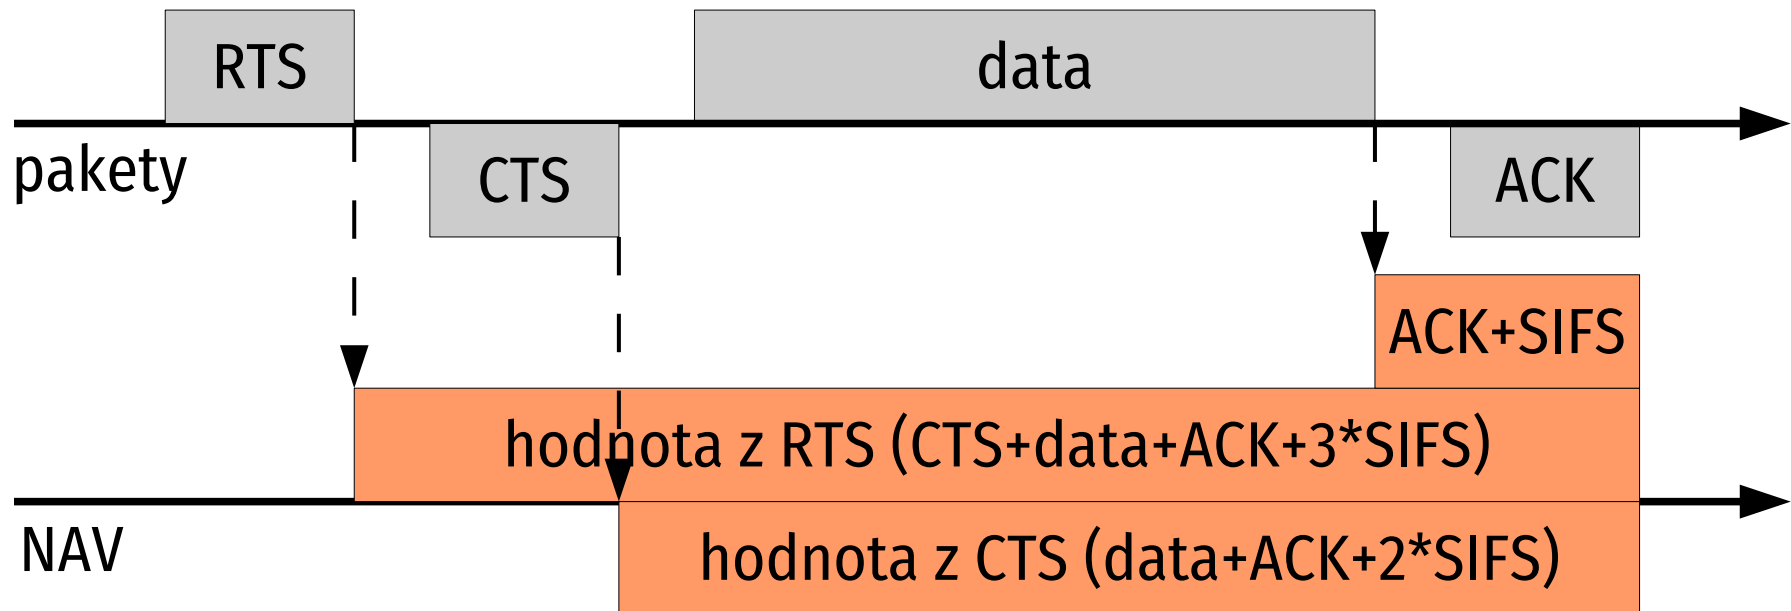 RTS
data
pakety
CTS
ACK
ACK+SIFS
hodnota z RTS (CTS+data+ACK+3*SIFS)
NAV
hodnota z CTS (data+ACK+2*SIFS)